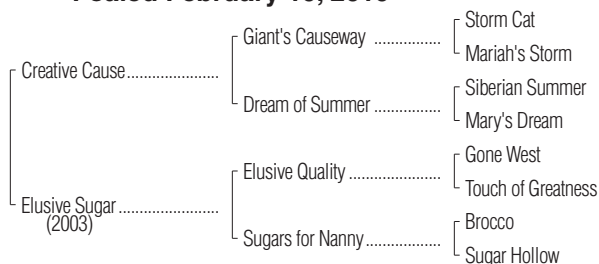 Foaled February
Storm Cat
Giant's Causeway ................
Mariah's Storm
Creative Cause......................
Siberian Summer
Dream of Summer ................
Mary's Dream
Gone West
Elusive Quality ......................
Touch of Greatness
Elusive Sugar ........................
(2003)
Brocco
Sugars for Nanny..................
Sugar Hollow